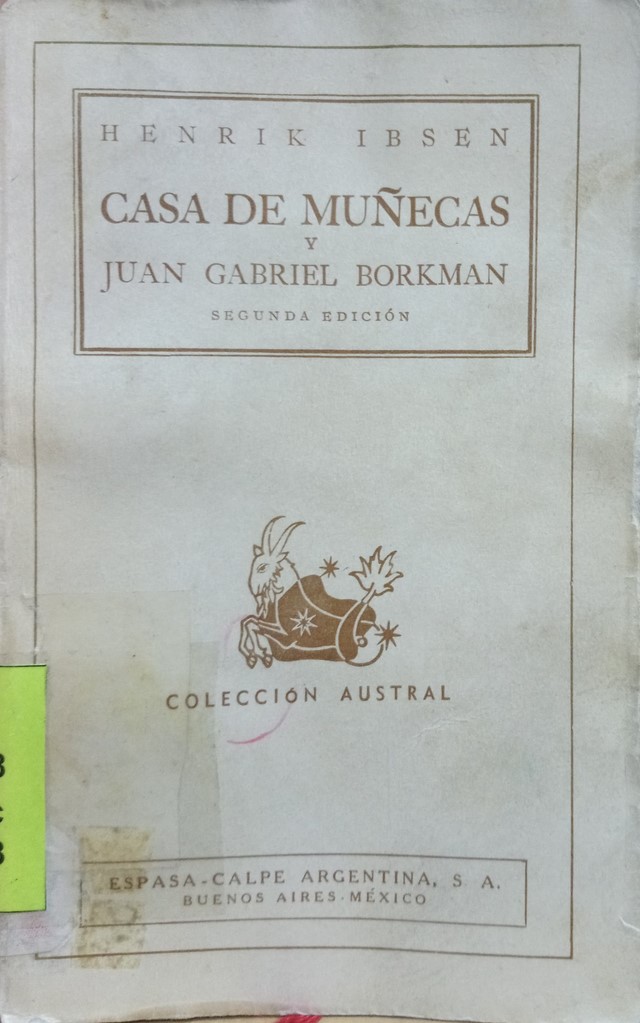 HENRIK IBSEN
CASA DE MUÑECAS
Y
JUAN GABRIEL BORKMAN
SEGUNDA EDICIÓN
COLECCIÓN AUSTRAL
ESPASA-CALPE ARGENTINA, S. A.
BUENOS AIRES-MÉXICO